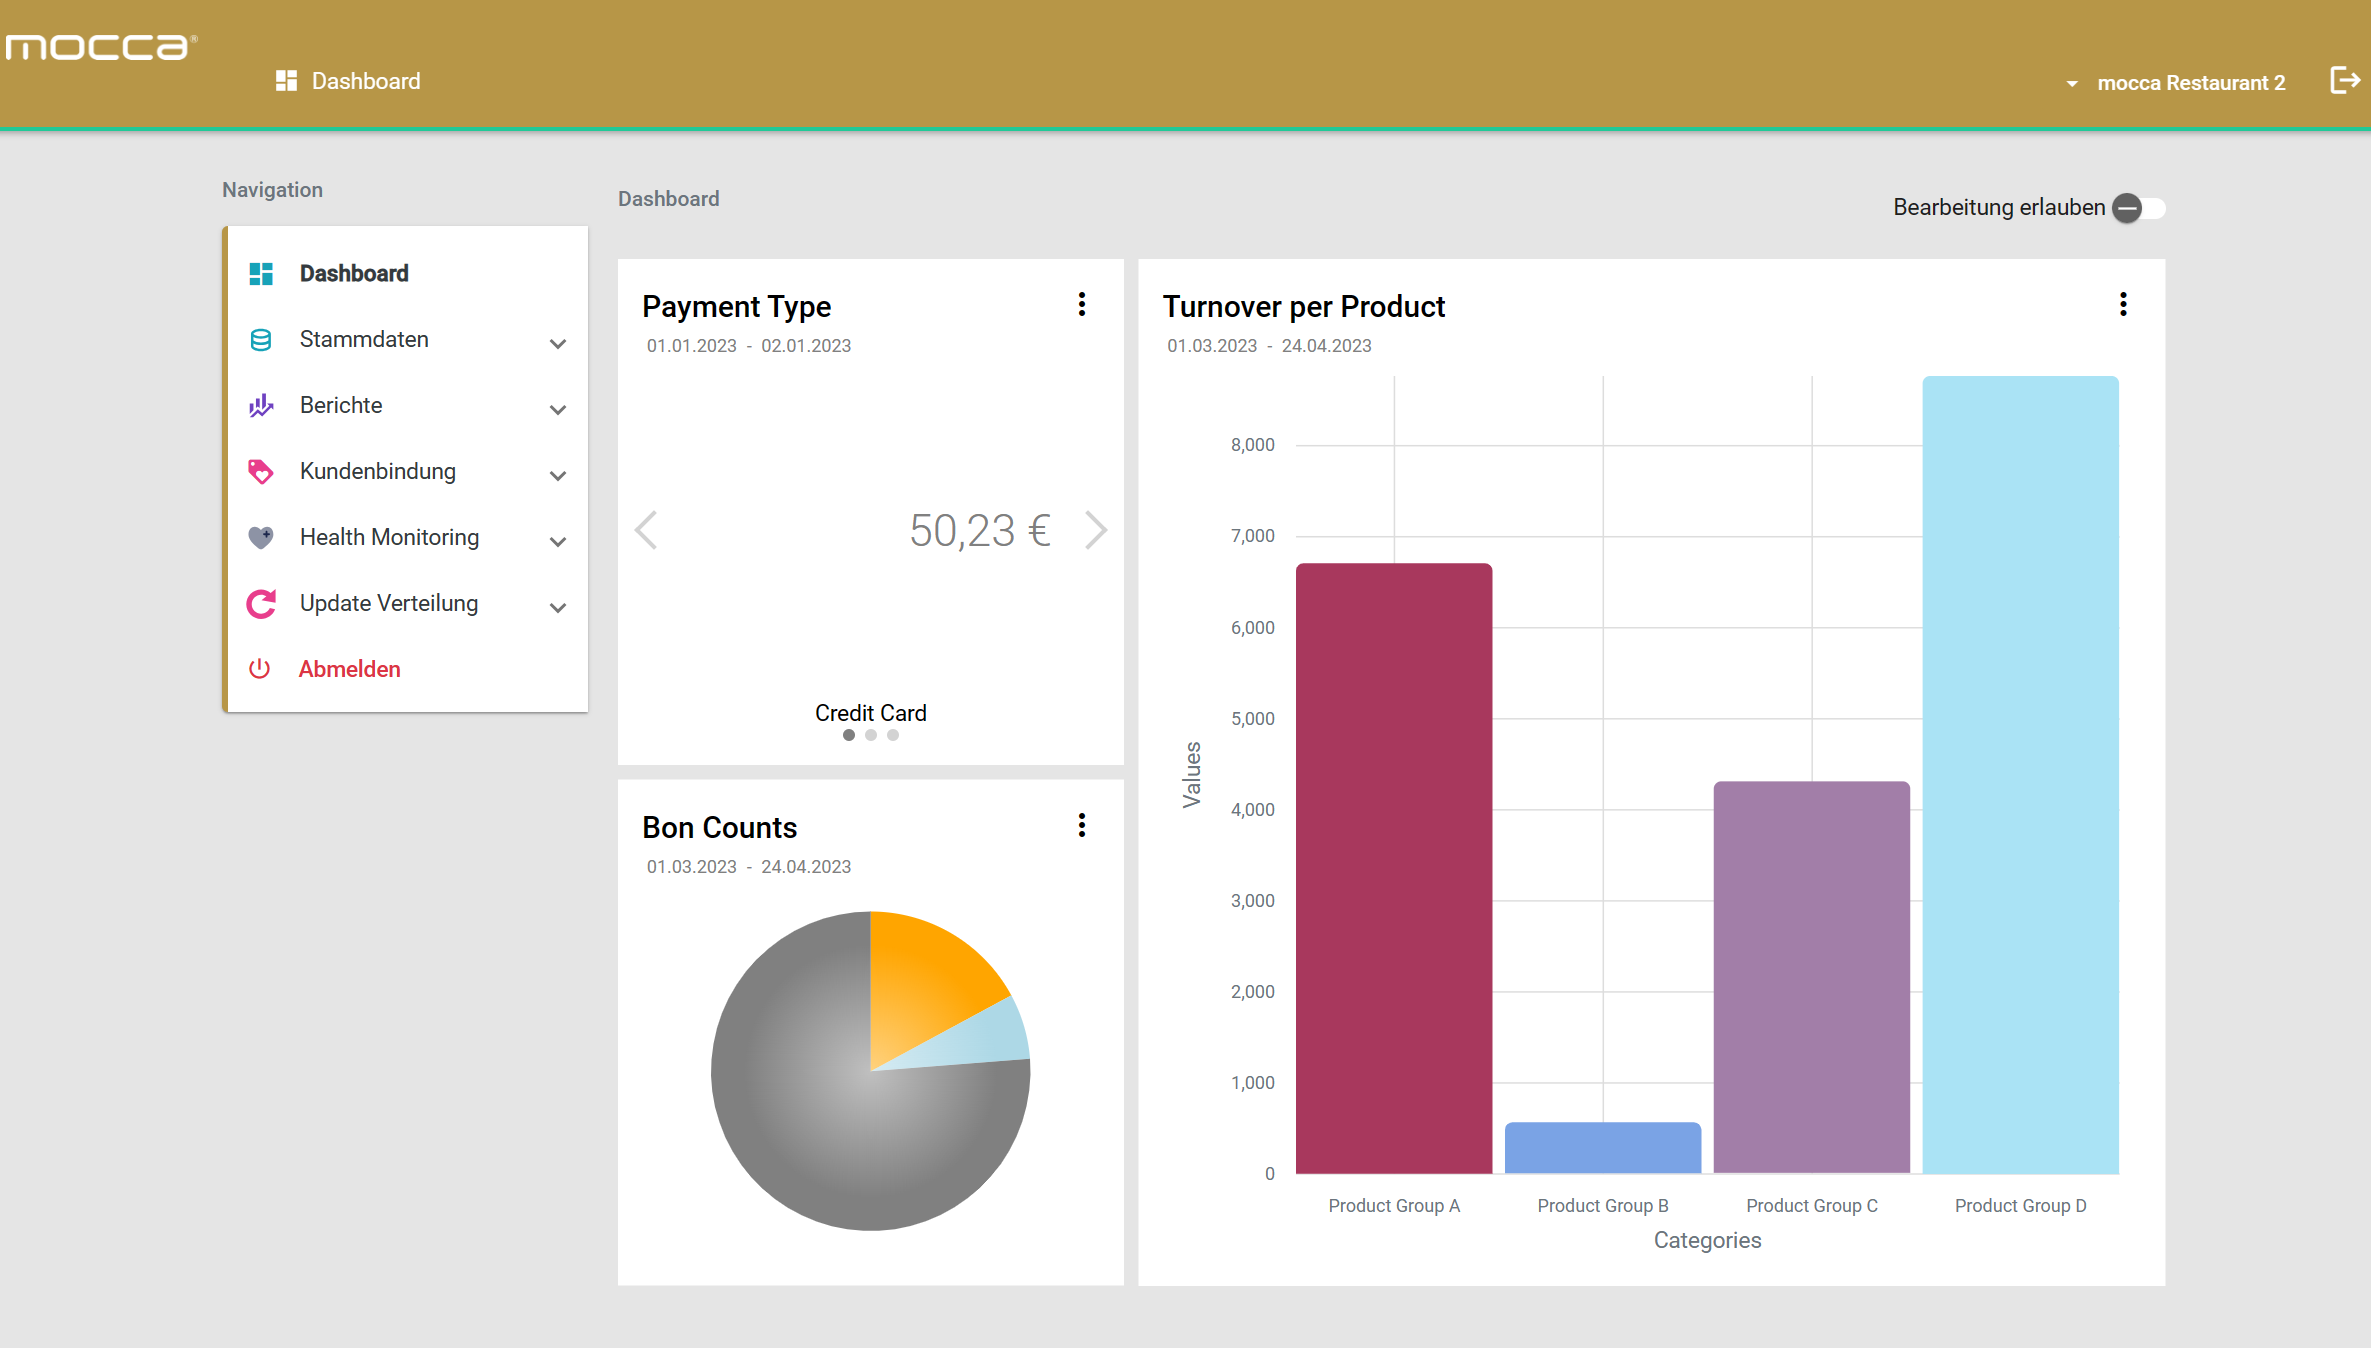 mocca®
Dashboard
mocca Restaurant 2
Navigation
Dashboard
Stammdaten
Berichte
Kundenbindung
Health Monitoring
Update Verteilung
Abmelden
Dashboard
Bearbeitung erlauben
Payment Type
01.01.2023 - 02.01.2023
50,23 €
Credit Card
Bon Counts
01.03.2023 - 24.04.2023
Turnover per Product
01.03.2023 - 24.04.2023
8,000
7,000
6,000
5,000
4,000
3,000
2,000
1,000
0
Values
Product Group A
Product Group B
Product Group C
Product Group D
Categories